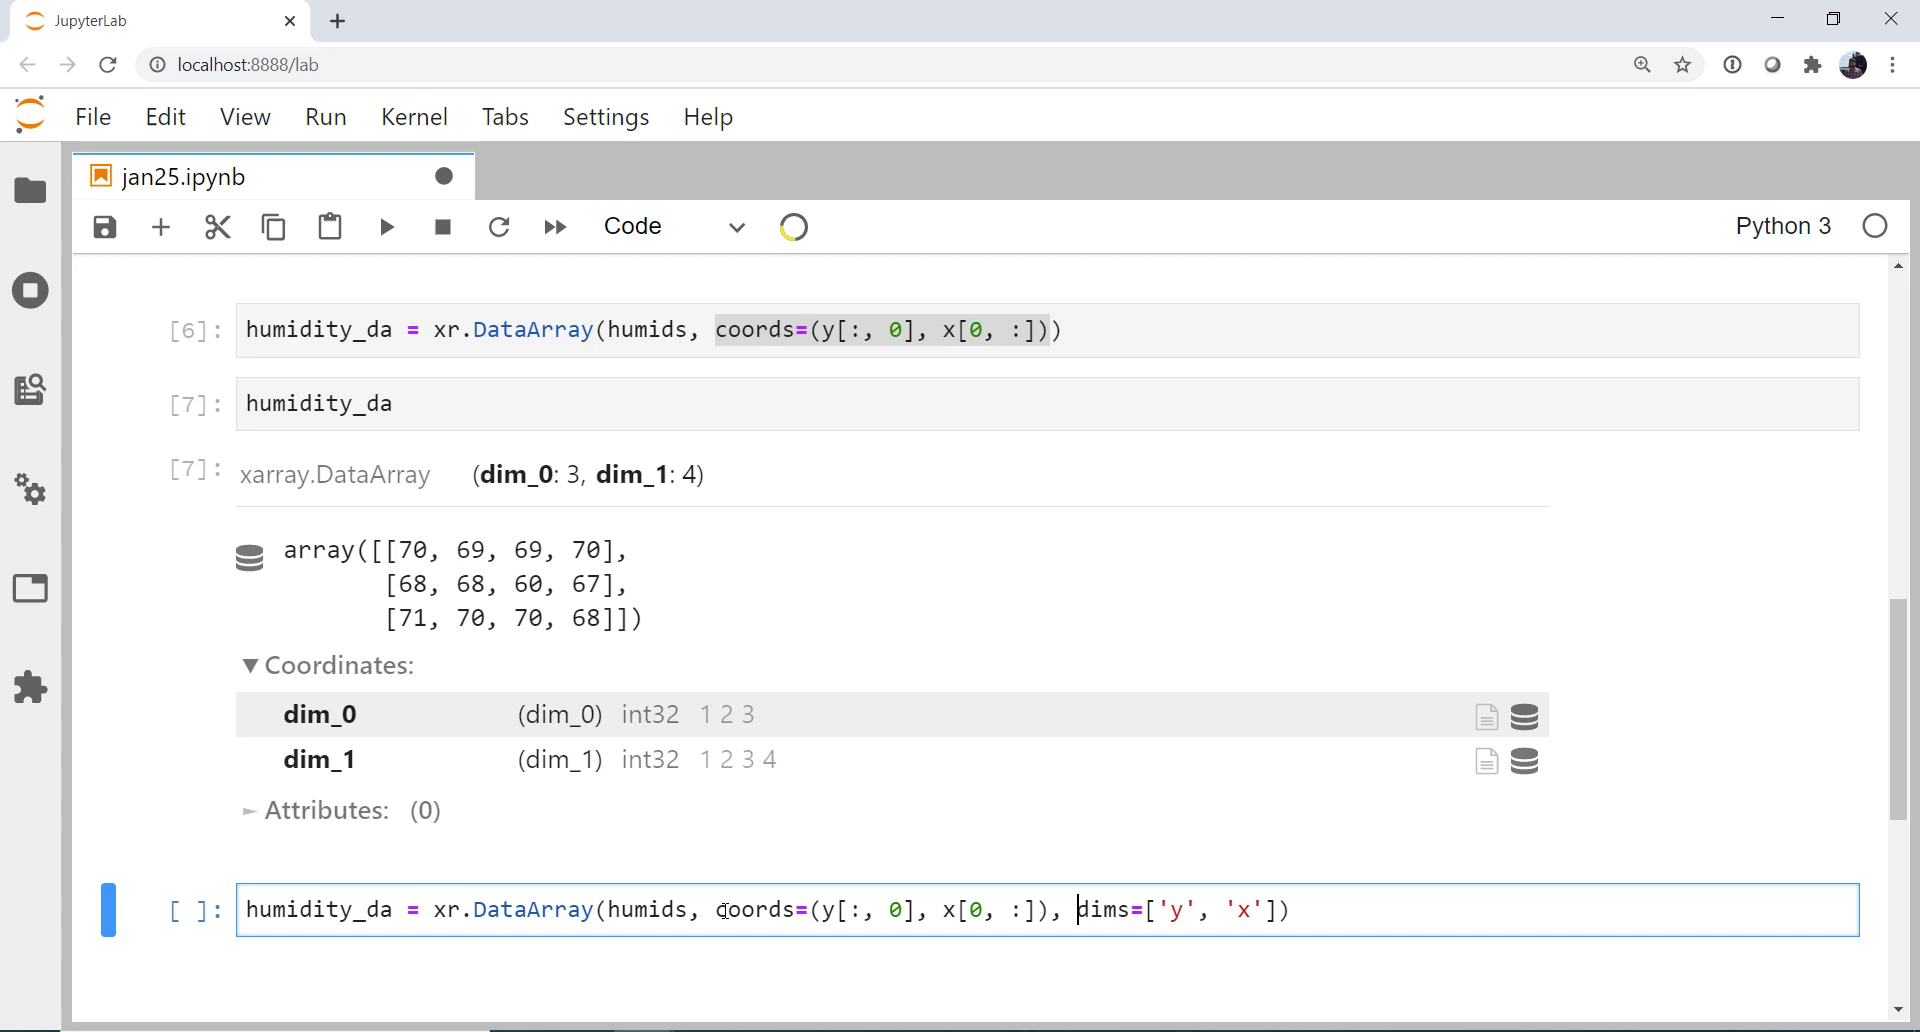 JupyterLab
localhost:8888/lab
File Edit View Run Kernel Tabs Settings Help
jan25.ipynb
Code Python 3
[6]: humidity_da = xr.DataArray(humids, coords=(y[:, 0], x[0, :]))
[7]: humidity_da
[7]: xarray.DataArray (dim_0: 3, dim_1: 4)
array([[70, 69, 69, 70],
[68, 68, 60, 67],
[71, 70, 70, 68]])
▼ Coordinates:
dim_0 (dim_0) int32 1 2 3
dim_1 (dim_1) int32 1 2 3 4
► Attributes: (0)
[ ]: humidity_da = xr.DataArray(humids, coords=(y[:, 0], x[0, :]), dims=['y', 'x'])